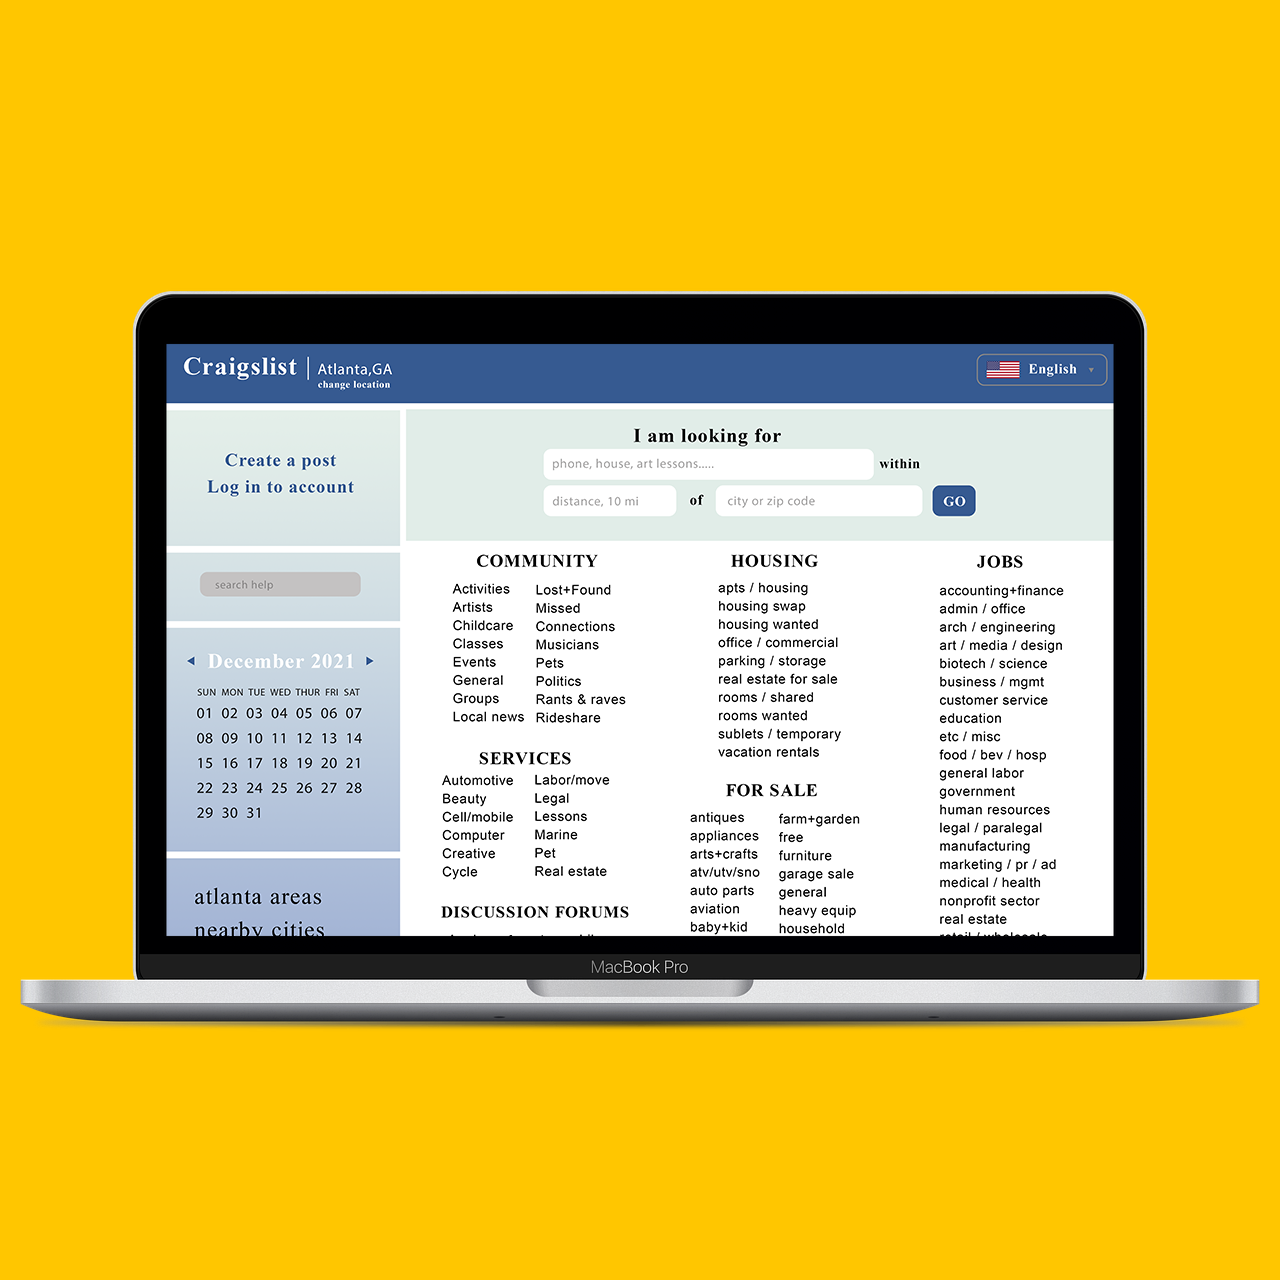 Craigslist
Atlanta,GA
change location
English
Create a post
Log in to account
search help
December 2021
SUN MON TUE WED THUR FRI SAT
01 02 03 04 05 06 07
08 09 10 11 12 13 14
15 16 17 18 19 20 21
22 23 24 25 26 27 28
29 30 31
atlanta areas
nearby cities
I am looking for
phone, house, art lessons.....
within
distance, 10 mi
of
city or zip code
GO
COMMUNITY
Activities
Artists
Childcare
Classes
Events
General
Groups
Local news
Lost+Found
Missed
Connections
Musicians
Pets
Politics
Rants & raves
Rideshare
SERVICES
Automotive
Beauty
Cell/mobile
Computer
Creative
Cycle
Labor/move
Legal
Lessons
Marine
Pet
Real estate
DISCUSSION FORUMS
HOUSING
apts / housing
housing swap
housing wanted
office / commercial
parking / storage
real estate for sale
rooms / shared
rooms wanted
sublets / temporary
vacation rentals
FOR SALE
antiques
appliances
arts+crafts
atv/utv/sno
auto parts
aviation
baby+kid
farm+garden
free
furniture
garage sale
general
heavy equip
household
JOBS
accounting+finance
admin / office
arch / engineering
art / media / design
biotech / science
business / mgmt
customer service
education
etc / misc
food / bev / hosp
general labor
government
human resources
legal / paralegal
manufacturing
marketing / pr / ad
medical / health
nonprofit sector
real estate
retail / wholesale
MacBook Pro